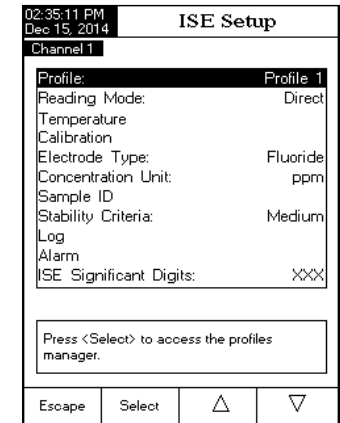 02:35:11 PM
Dec 15, 2014
ISE Setup
Channel 1
Profile: Profile 1
Reading Mode: Direct
Temperature
Calibration
Electrode Type: Fluoride
Concentration Unit: ppm
Sample ID
Stability Criteria: Medium
Log
Alarm
ISE Significant Digits: XXX
Press <Select> to access the profiles
manager.
Escape Select △ ▽